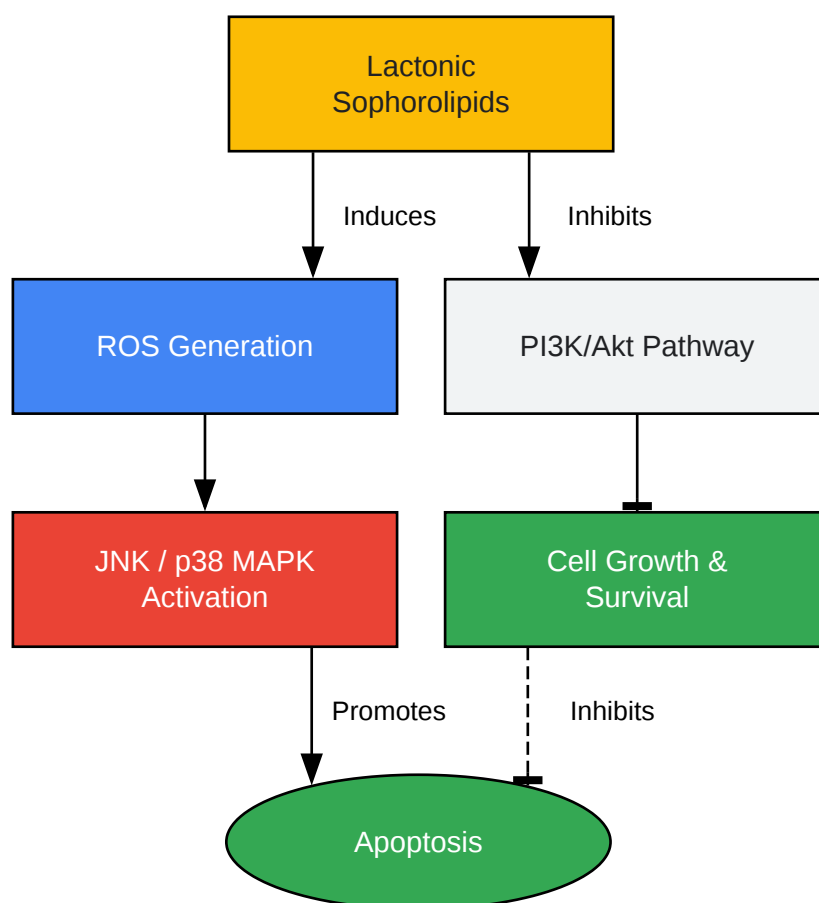 Lactonic
Sophorolipids
Induces
Inhibits
ROS Generation
PI3K/Akt Pathway
JNK / p38 MAPK
Activation
Cell Growth &
Survival
Promotes
Inhibits
Apoptosis